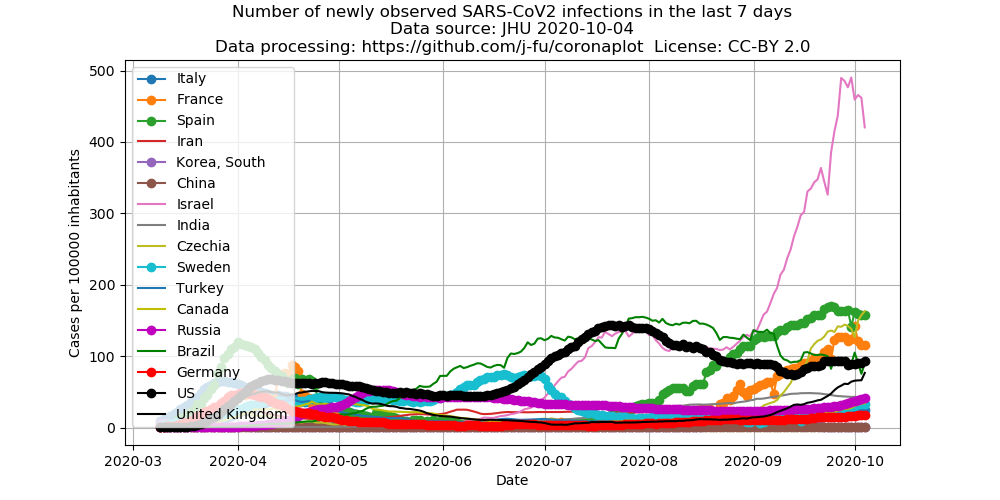 Number of newly observed SARS-CoV2 infections in the last 7 days
Data source: JHU 2020-10-04
Data processing: https://github.com/j-fu/coronaplot  License: CC-BY 2.0
Cases per 100000 inhabitants
500
400
300
200
100
0
Italy
France
Spain
Iran
Korea, South
China
Israel
India
Czechia
Sweden
Turkey
Canada
Russia
Brazil
Germany
US
United Kingdom
2020-03 2020-04 2020-05 2020-06 2020-07 2020-08 2020-09 2020-10
Date